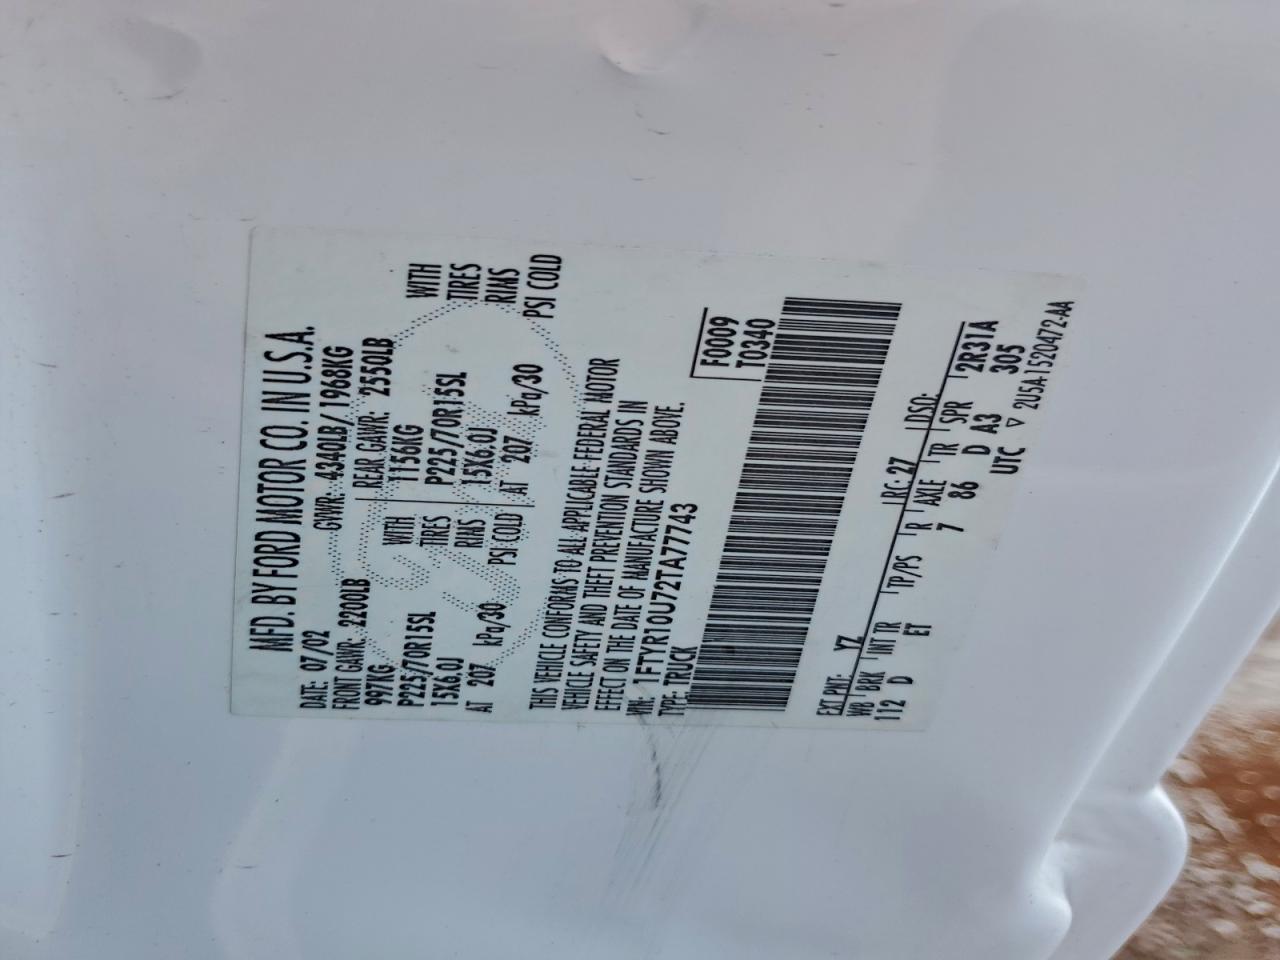 MFD. BY FORD MOTOR CO. IN U.S.A.
DATE: 07/02 GVWR: 4340LB/1968KG
FRONT GAWR: 2200LB REAR GAWR: 2550LB
997KG WITH 1156KG WITH
P225/70R15SL TIRES P225/70R15SL TIRES
15X6.0J RIMS 15X6.0J RIMS
AT 207 kPa/30 PSI COLD AT 207 kPa/30 PSI COLD
THIS VEHICLE CONFORMS TO ALL APPLICABLE FEDERAL MOTOR
VEHICLE SAFETY AND THEFT PREVENTION STANDARDS IN
EFFECT ON THE DATE OF MANUFACTURE SHOWN ABOVE.
VIN: 1FTYR10U72TA77743
TYPE: TRUCK
F0009
T0340
EXT PNT: YZ RC: 27 DSO:
WB BRK INT TR TP/PS R AXLE TR SPR 2R31A
112 D ET 7 86 D A3 305
UTC ▽ 2U5A 1520472-AA